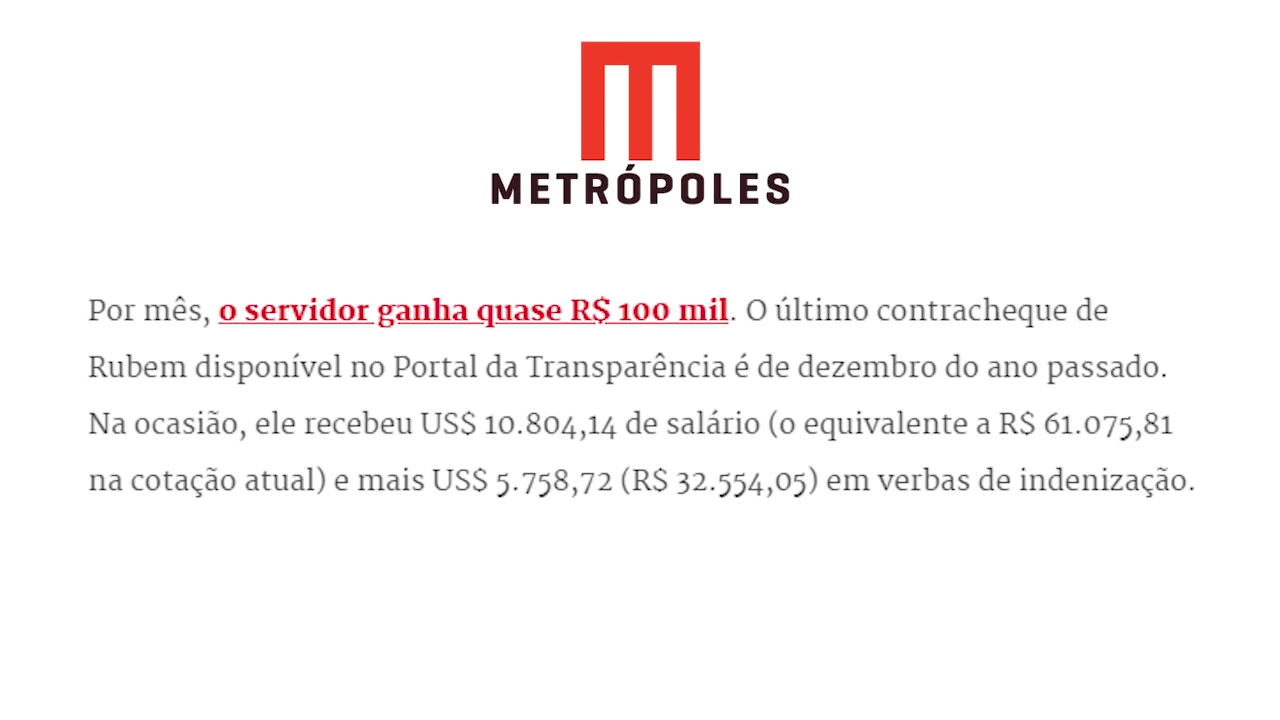 METRÓPOLES
Por mês, o servidor ganha quase R$ 100 mil. O último contracheque de
Rubem disponível no Portal da Transparência é de dezembro do ano passado.
Na ocasião, ele recebeu US$ 10.804,14 de salário (o equivalente a R$ 61.075,81
na cotação atual) e mais US$ 5.758,72 (R$ 32.554,05) em verbas de indenização.